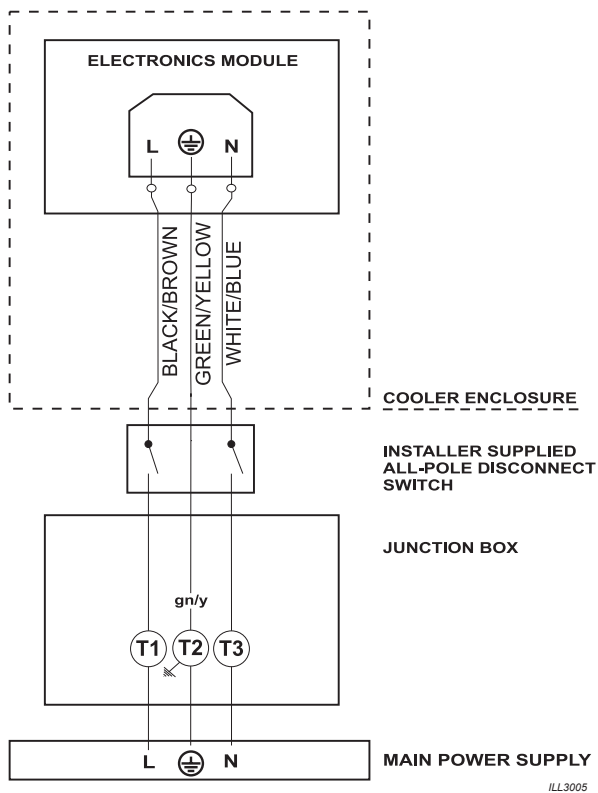 ELECTRONICS MODULE
L N
BLACK/BROWN
GREEN/YELLOW
WHITE/BLUE
COOLER ENCLOSURE
INSTALLER SUPPLIED
ALL-POLE DISCONNECT
SWITCH
JUNCTION BOX
gn/y
T1 T2 T3
L N
MAIN POWER SUPPLY
ILL3005